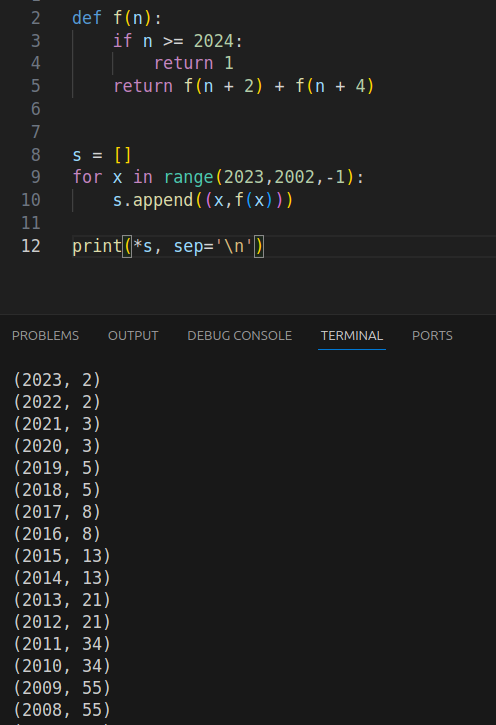 2 def f(n):
3     if n >= 2024:
4         return 1
5     return f(n + 2) + f(n + 4)
6
7
8 s = []
9 for x in range(2023,2002,-1):
10     s.append((x,f(x)))
11
12 print(*s, sep='\n')
PROBLEMS OUTPUT DEBUG CONSOLE TERMINAL PORTS
(2023, 2)
(2022, 2)
(2021, 3)
(2020, 3)
(2019, 5)
(2018, 5)
(2017, 8)
(2016, 8)
(2015, 13)
(2014, 13)
(2013, 21)
(2012, 21)
(2011, 34)
(2010, 34)
(2009, 55)
(2008, 55)